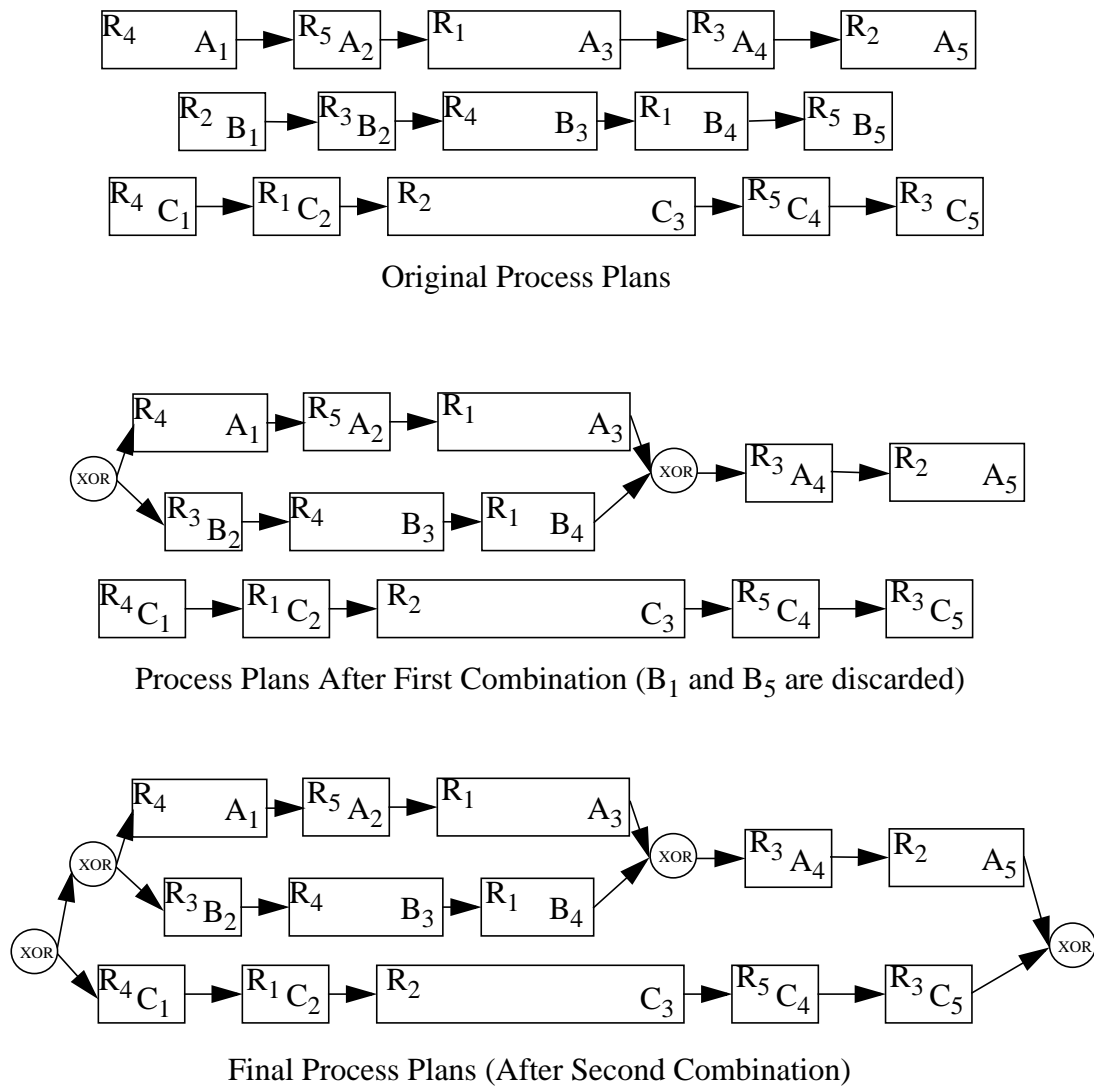 R4 A1 R5 A2 R1 A3 R3 A4 R2 A5
R2 B1 R3 B2 R4 B3 R1 B4 R5 B5
R4 C1 R1 C2 R2 C3 R5 C4 R3 C5
Original Process Plans
R4 A1 R5 A2 R1 A3
XOR XOR R3 A4 R2 A5
R3 B2 R4 B3 R1 B4
R4 C1 R1 C2 R2 C3 R5 C4 R3 C5
Process Plans After First Combination (B1 and B5 are discarded)
R4 A1 R5 A2 R1 A3
XOR XOR R3 A4 R2 A5
R3 B2 R4 B3 R1 B4
XOR XOR
R4 C1 R1 C2 R2 C3 R5 C4 R3 C5
Final Process Plans (After Second Combination)